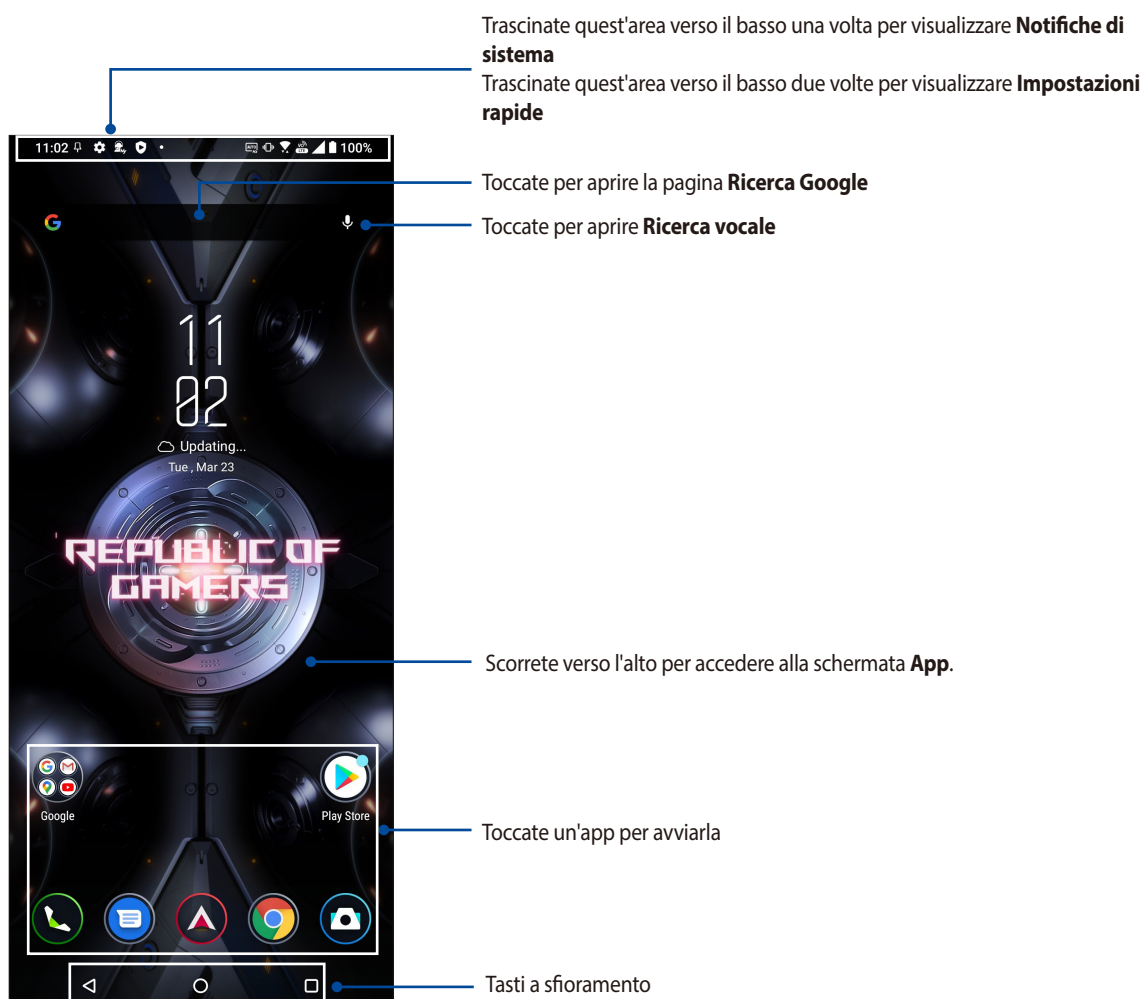 Trascinate quest'area verso il basso una volta per visualizzare Notifiche di
sistema
Trascinate quest'area verso il basso due volte per visualizzare Impostazioni
rapide
11:02
100%
Toccate per aprire la pagina Ricerca Google
Toccate per aprire Ricerca vocale
11
02
Updating...
Tue , Mar 23
REPUBLIC OF
GAMERS
Scorrete verso l'alto per accedere alla schermata App.
Google
Play Store
Toccate un'app per avviarla
Tasti a sfioramento